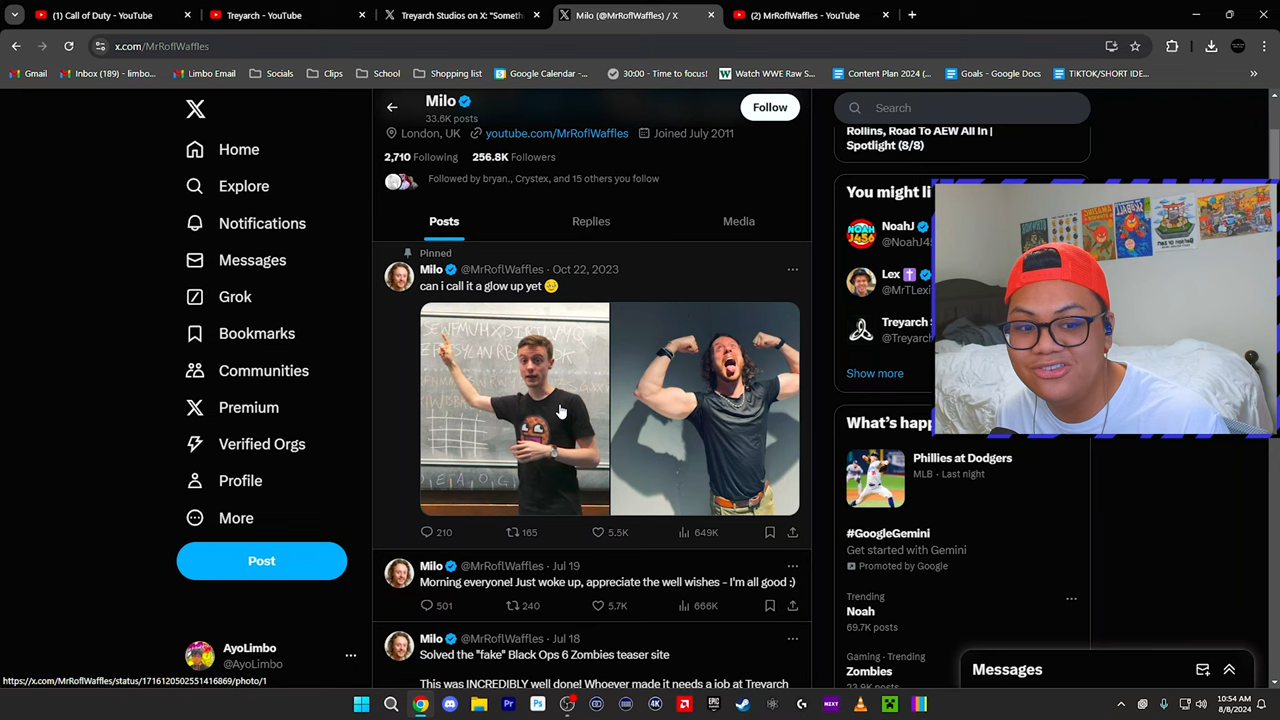 (1) Call of Duty - YouTube
Treyarch - YouTube
Treyarch Studios on X: "Someth
Milo (@MrRoflWaffles) / X
(2) MrRoflWaffles - YouTube
x.com/MrRoflWaffles
Gmail
Inbox (189) - limbo...
Limbo Email
Socials
Clips
School
Shopping list
Google Calendar -...
30:00 - Time to focus!
Watch WWE Raw S...
Content Plan 2024 (...
Goals - Google Docs
TIKTOK/SHORT IDE...
Home
Explore
Notifications
Messages
Grok
Bookmarks
Communities
Premium
Verified Orgs
Profile
More
Post
AyoLimbo
@AyoLimbo
https://x.com/MrRoflWaffles/status/1716120502551416869/photo/1
Milo
33.6K posts
Follow
London, UK youtube.com/MrRoflWaffles Joined July 2011
2,710 Following 256.8K Followers
Followed by bryan., Crystex, and 15 others you follow
Posts Replies Media
Pinned
Milo @MrRoflWaffles · Oct 22, 2023
can i call it a glow up yet 🥹
210 165 5.5K 649K
Milo @MrRoflWaffles · Jul 19
Morning everyone! Just woke up, appreciate the well wishes - I'm all good :)
501 240 5.7K 666K
Milo @MrRoflWaffles · Jul 18
Solved the "fake" Black Ops 6 Zombies teaser site
This was INCREDIBLY well done! Whoever made it needs a job at Treyarch
Search
Rollins, Road To AEW All In |
Spotlight (8/8)
You might li
NoahJ
@NoahJ45
Lex
@MrTLexi
Treyarch S
@Treyarch
Show more
What's happ
Phillies at Dodgers
MLB · Last night
#GoogleGemini
Get started with Gemini
Promoted by Google
Trending
Noah
69.7K posts
Gaming · Trending
Zombies
23.9K posts
Messages
10:54 AM
8/8/2024